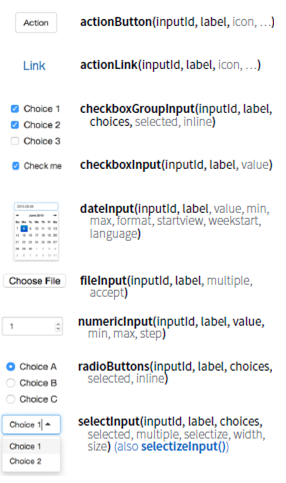 Action
actionButton(inputId, label, icon, …)
Link
actionLink(inputId, label, icon, …)
Choice 1
Choice 2
Choice 3
checkboxGroupInput(inputId, label,
choices, selected, inline)
Check me
checkboxInput(inputId, label, value)
dateInput(inputId, label, value, min,
max, format, startview, weekstart,
language)
Choose File
fileInput(inputId, label, multiple,
accept)
1
numericInput(inputId, label, value,
min, max, step)
Choice A
Choice B
Choice C
radioButtons(inputId, label, choices,
selected, inline)
Choice 1
Choice 1
Choice 2
selectInput(inputId, label, choices,
selected, multiple, selectize, width,
size) (also selectizeInput())